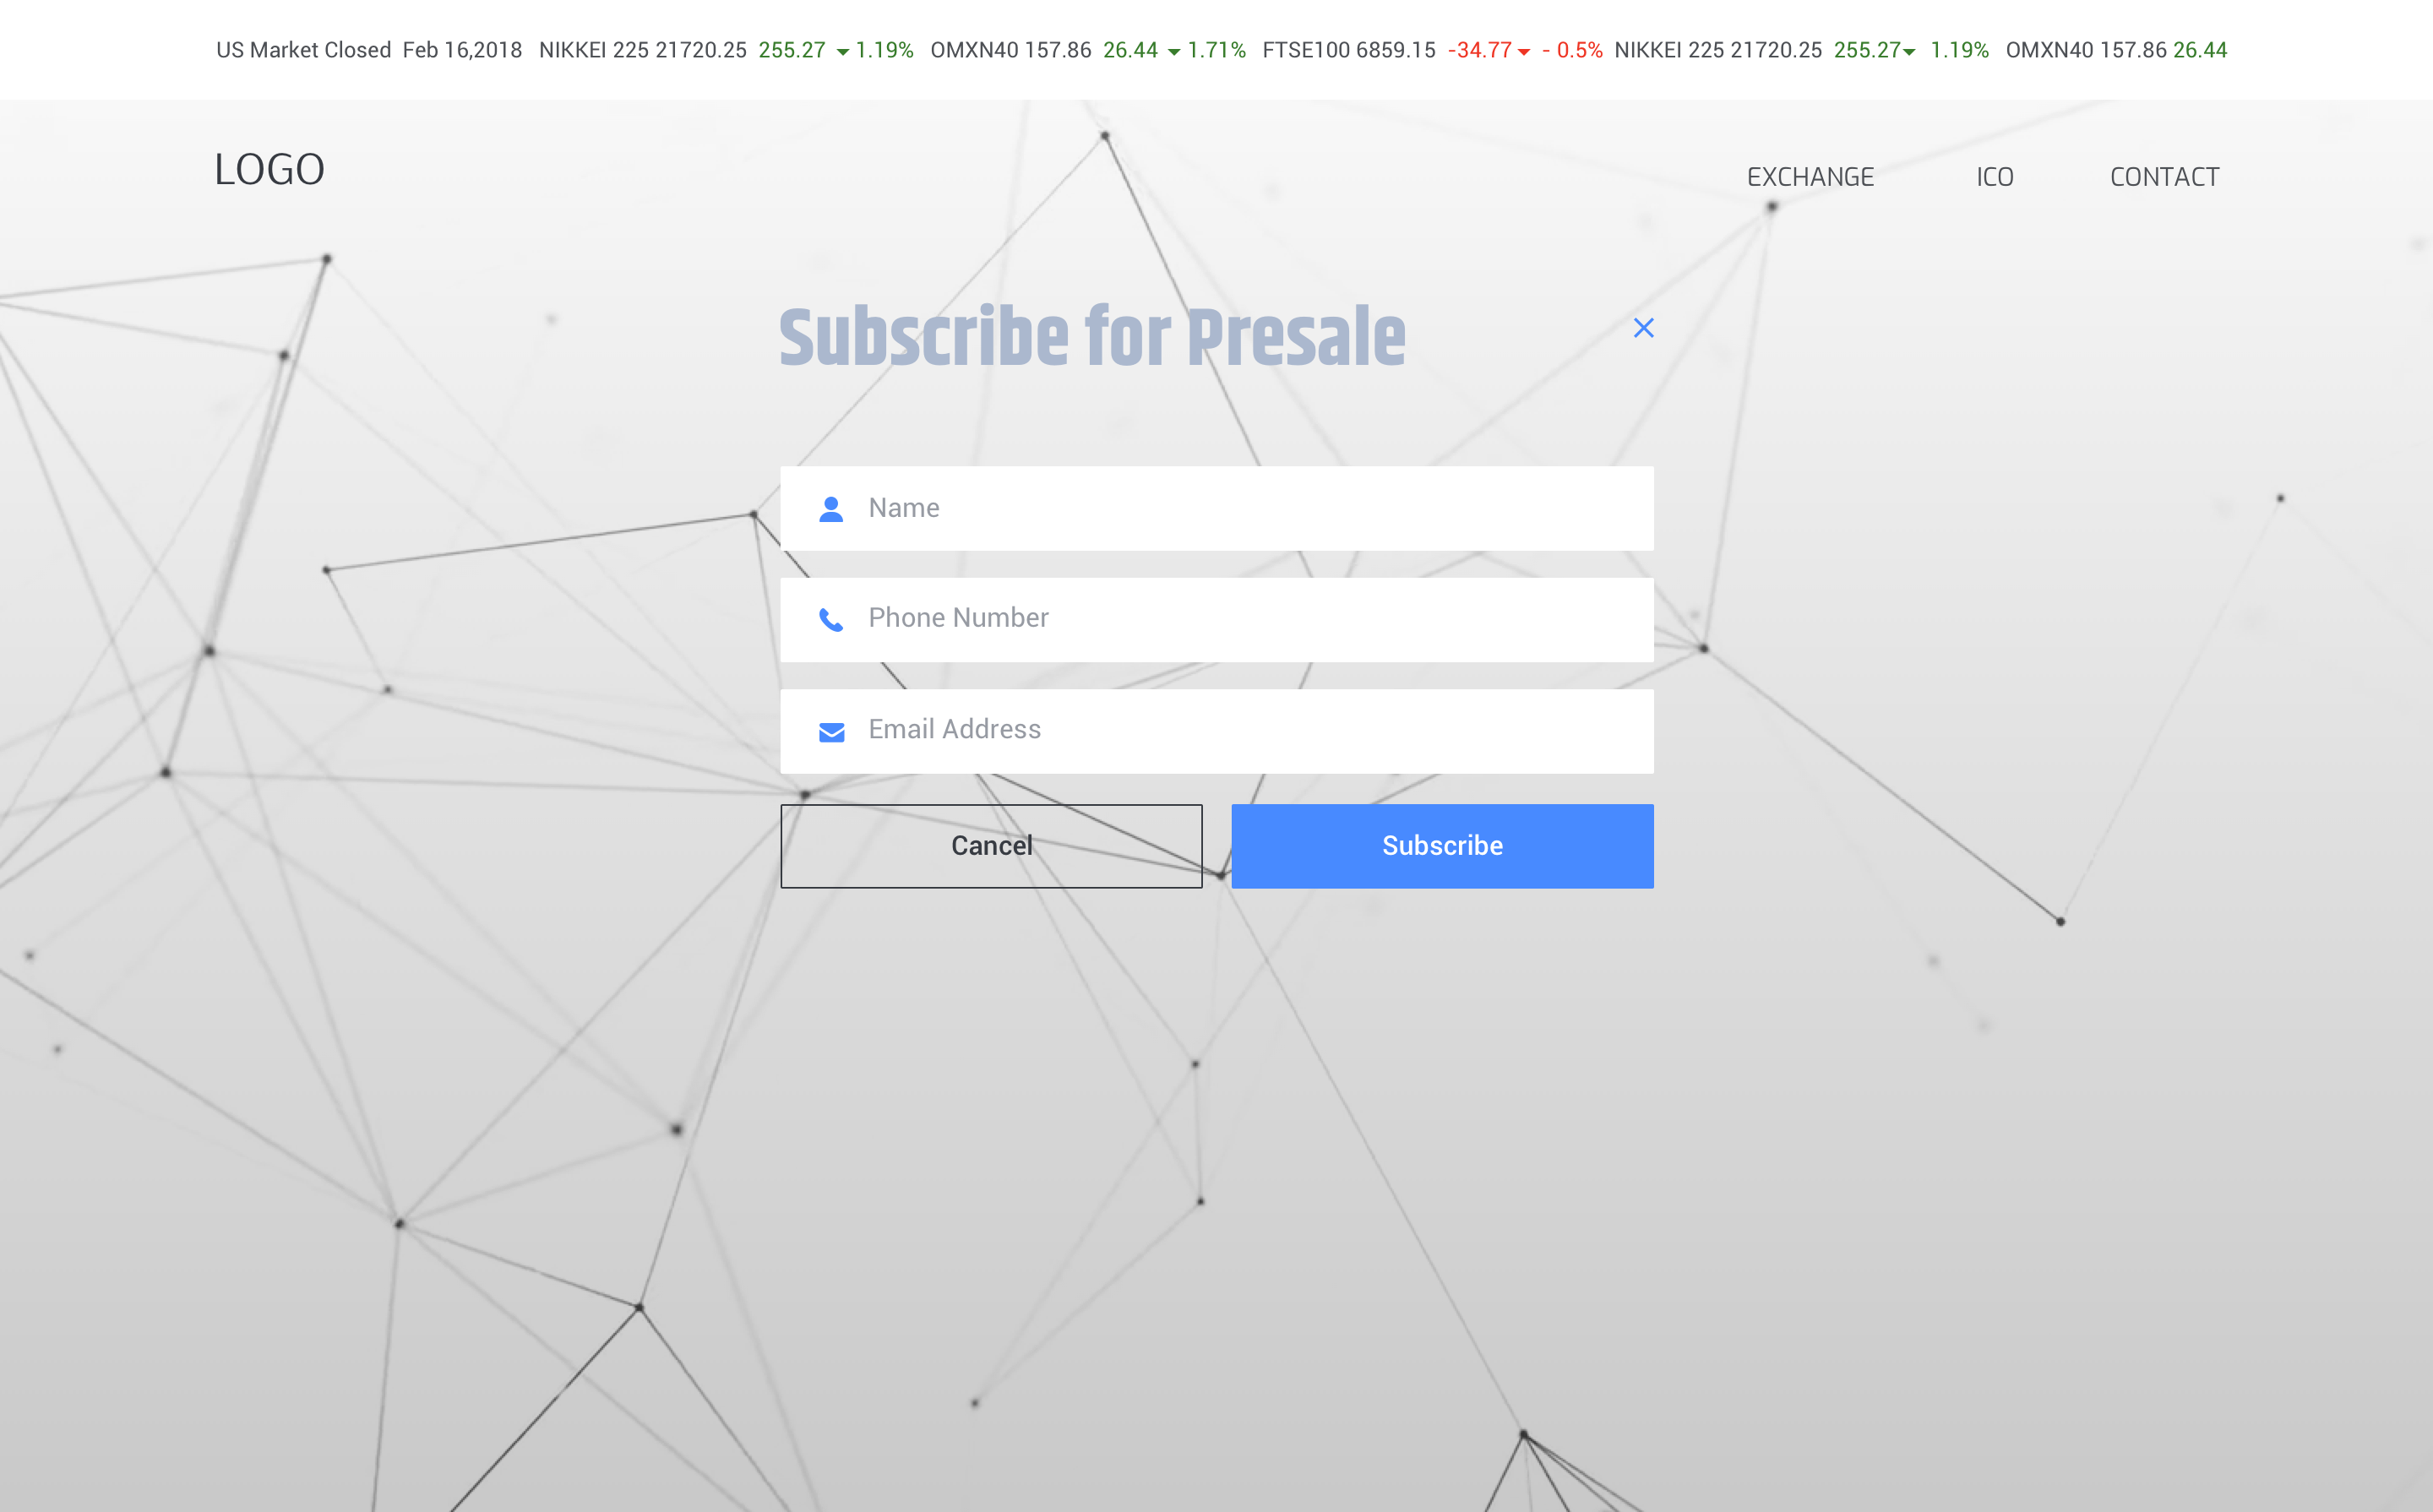 US Market Closed Feb 16,2018 NIKKEI 225 21720.25 255.27 1.19% OMXN40 157.86 26.44 1.71% FTSE100 6859.15 -34.77 - 0.5% NIKKEI 225 21720.25 255.27 1.19% OMXN40 157.86 26.44
LOGO EXCHANGE ICO CONTACT
Subscribe for Presale
Name
Phone Number
Email Address
Cancel Subscribe